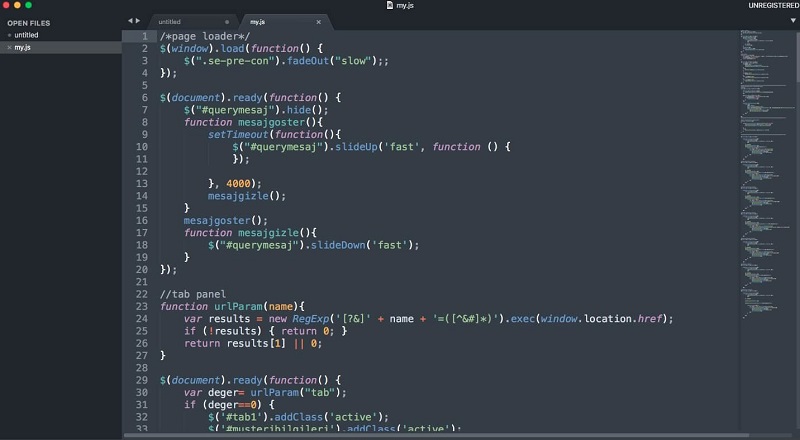 my.js
UNREGISTERED
OPEN FILES
untitled
my.js
untitled
my.js
1 /*page loader*/
2 $(window).load(function() {
3     $(".se-pre-con").fadeOut("slow");;
4 });
5
6 $(document).ready(function() {
7     $("#querymesaj").hide();
8     function mesajgoster(){
9         setTimeout(function(){
10             $("#querymesaj").slideUp('fast', function () {
11             });
12
13         }, 4000);
14         mesajgizle();
15     }
16     mesajgoster();
17     function mesajgizle(){
18         $("#querymesaj").slideDown('fast');
19     }
20 });
21
22 //tab panel
23 function urlParam(name){
24     var results = new RegExp('[?&]' + name + '=([^&#]*)').exec(window.location.href);
25     if (!results) { return 0; }
26     return results[1] || 0;
27 }
28
29 $(document).ready(function() {
30     var deger= urlParam("tab");
31     if (deger==0) {
32         $('#tab1').addClass('active');
33         $('#musteribilgileri').addClass('active');